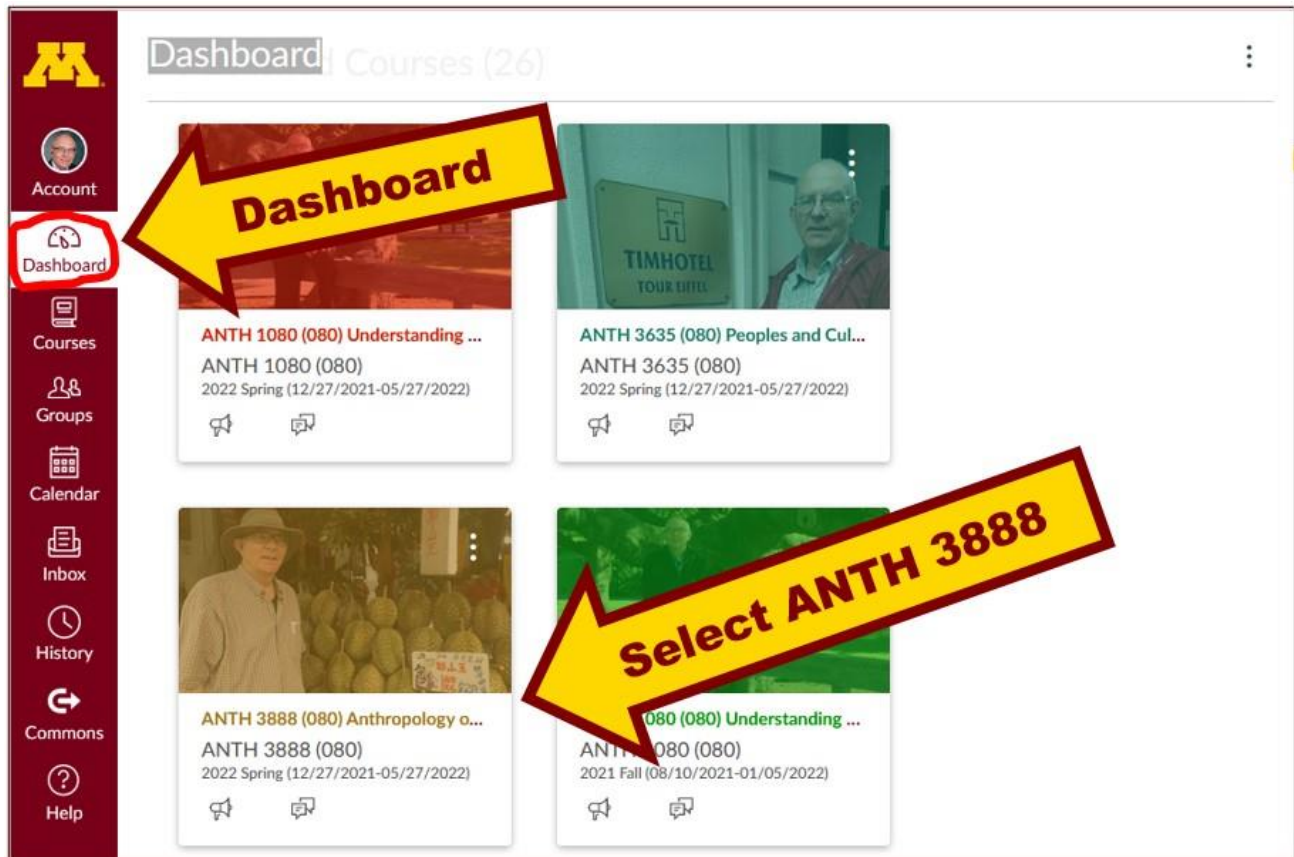 Dashboard Courses (26)
Account
Dashboard
Courses
Groups
Calendar
Inbox
History
Commons
Help
Dashboard
TIMHOTEL
TOUR EIFFEL
ANTH 1080 (080) Understanding ...
ANTH 1080 (080)
2022 Spring (12/27/2021-05/27/2022)
ANTH 3635 (080) Peoples and Cul...
ANTH 3635 (080)
2022 Spring (12/27/2021-05/27/2022)
Select ANTH 3888
ANTH 3888 (080) Anthropology o...
ANTH 3888 (080)
2022 Spring (12/27/2021-05/27/2022)
080 (080) Understanding ...
2021 Fall (08/10/2021-01/05/2022)